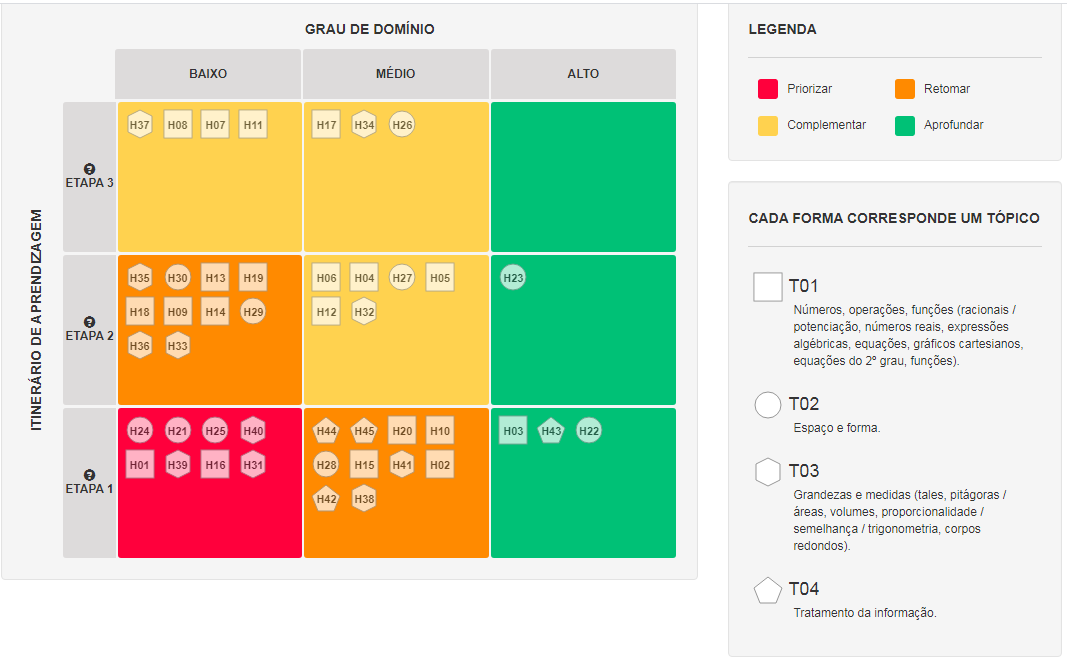 GRAU DE DOMÍNIO
BAIXO
MÉDIO
ALTO
ITINERÁRIO DE APRENDIZAGEM
ETAPA 3
H37 H08 H07 H11
H17 H34 H26
ETAPA 2
H35 H30 H13 H19
H18 H09 H14 H29
H36 H33
H06 H04 H27 H05
H12 H32
H23
ETAPA 1
H24 H21 H25 H40
H01 H39 H16 H31
H44 H45 H20 H10
H28 H15 H41 H02
H42 H38
H03 H43 H22
LEGENDA
Priorizar
Retomar
Complementar
Aprofundar
CADA FORMA CORRESPONDE UM TÓPICO
T01
Números, operações, funções (racionais /
potenciação, números reais, expressões
algébricas, equações, gráficos cartesianos,
equações do 2º grau, funções).
T02
Espaço e forma.
T03
Grandezas e medidas (tales, pitágoras /
áreas, volumes, proporcionalidade /
semelhança / trigonometria, corpos
redondos).
T04
Tratamento da informação.